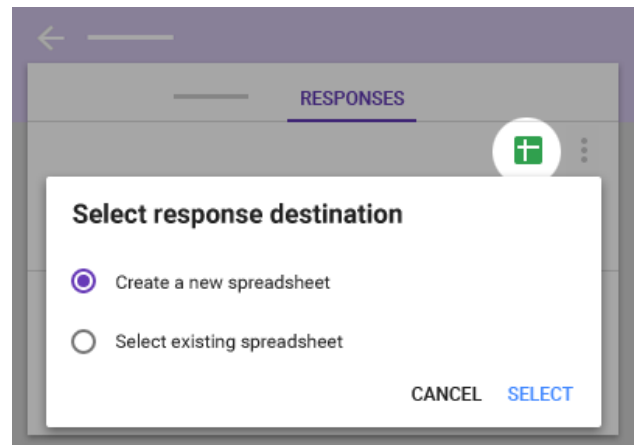 RESPONSES
Select response destination
Create a new spreadsheet
Select existing spreadsheet
CANCEL SELECT